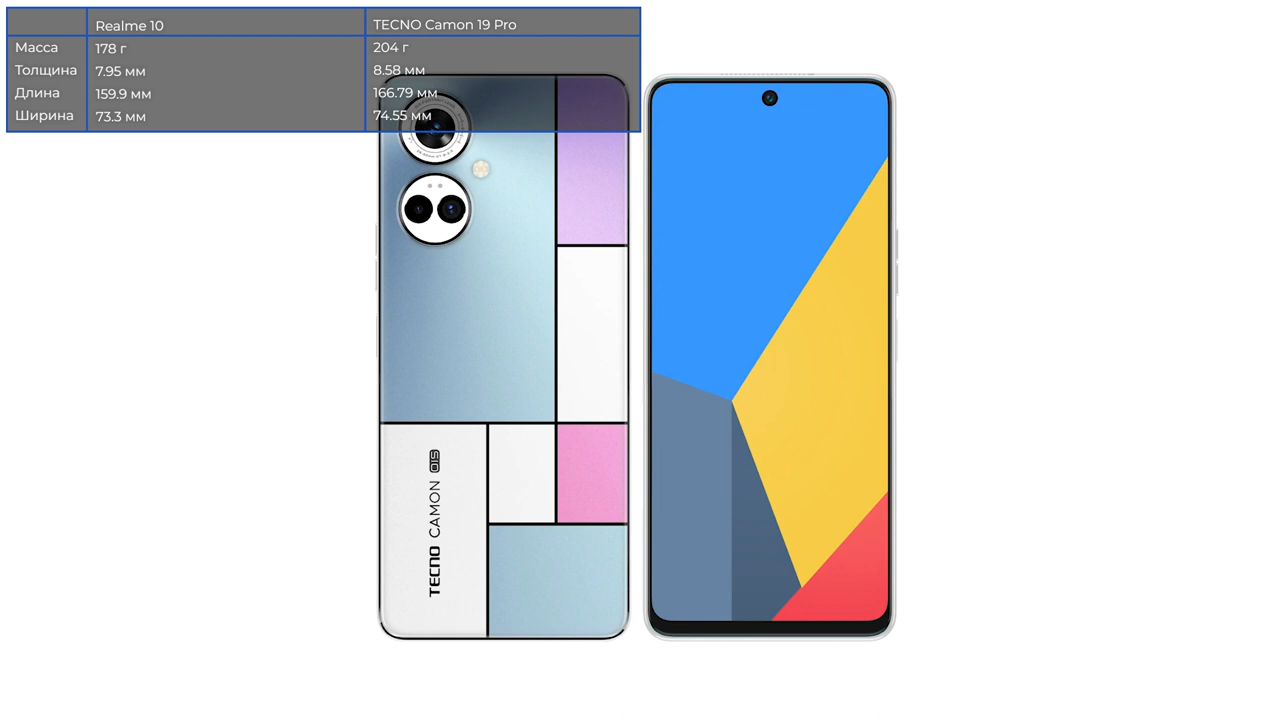 Realme 10 TECNO Camon 19 Pro
Масса 178 г 204 г
Толщина 7.95 мм 8.58 мм
Длина 159.9 мм 166.79 мм
Ширина 73.3 мм 74.55 мм
TECNO CAMON OIS